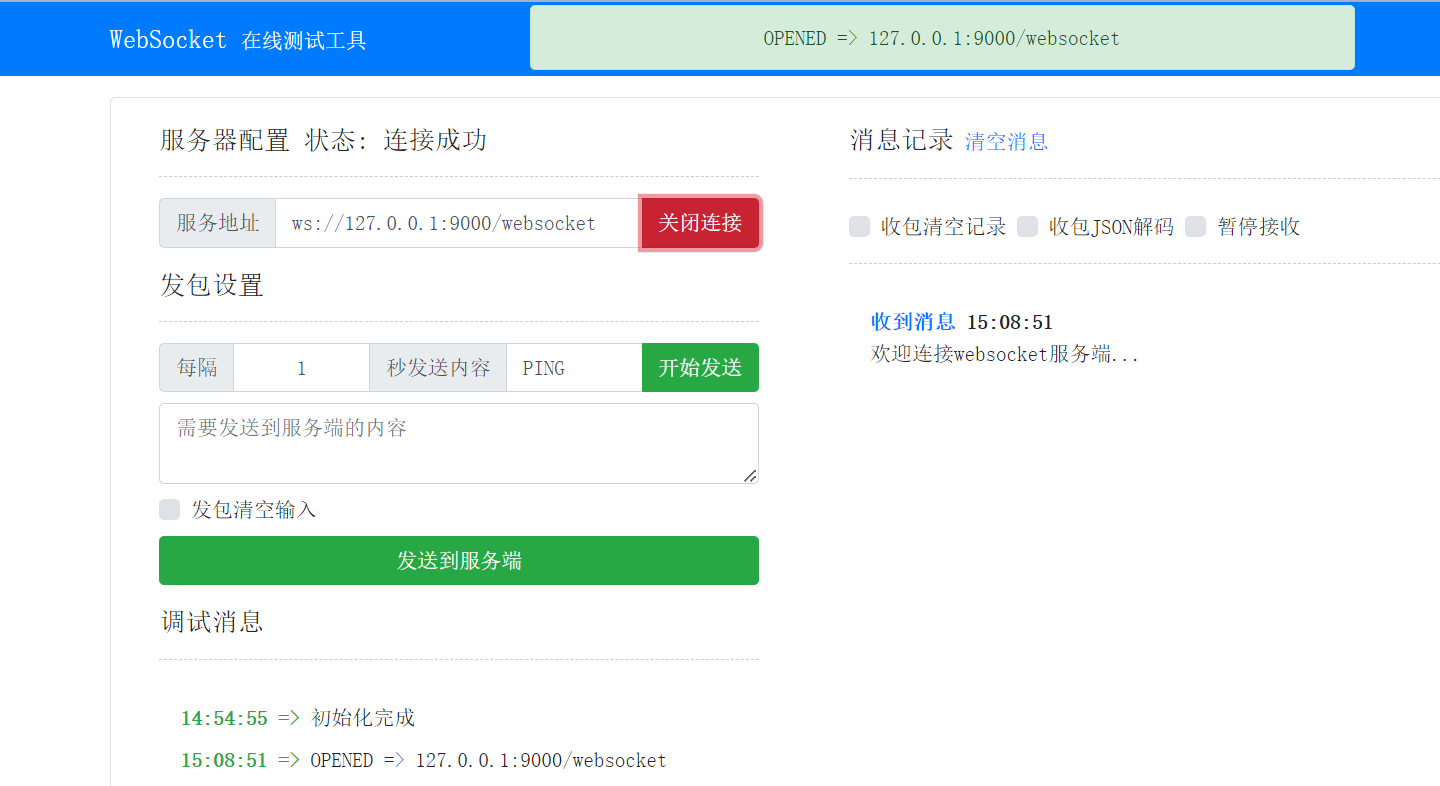 WebSocket 在线测试工具
OPENED => 127.0.0.1:9000/websocket
服务器配置 状态: 连接成功
服务地址 ws://127.0.0.1:9000/websocket 关闭连接
发包设置
每隔 1 秒发送内容 PING 开始发送
需要发送到服务端的内容
发包清空输入
发送到服务端
调试消息
14:54:55 => 初始化完成
15:08:51 => OPENED => 127.0.0.1:9000/websocket
消息记录 清空消息
收包清空记录 收包JSON解码 暂停接收
收到消息 15:08:51
欢迎连接websocket服务端...